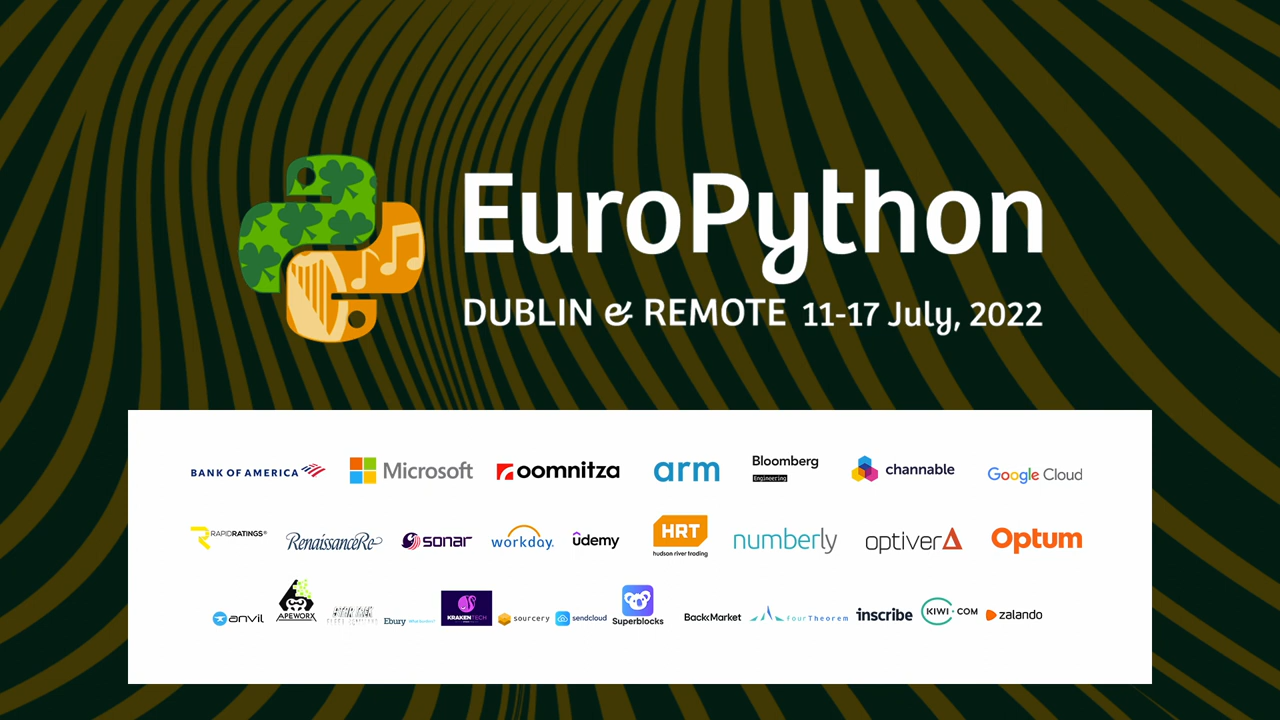 EuroPython
DUBLIN & REMOTE 11-17 July, 2022
BANK OF AMERICA Microsoft oomnitza arm Bloomberg Engineering channable Google Cloud
RAPIDRATINGS® RenaissanceRe sonar workday. udemy HRT hudson river trading numberly optiver Optum
anvil APEWORX Ebury KRAKENTECH sourcery sendcloud Superblocks BackMarket fourTheorem inscribe KIWI.COM zalando